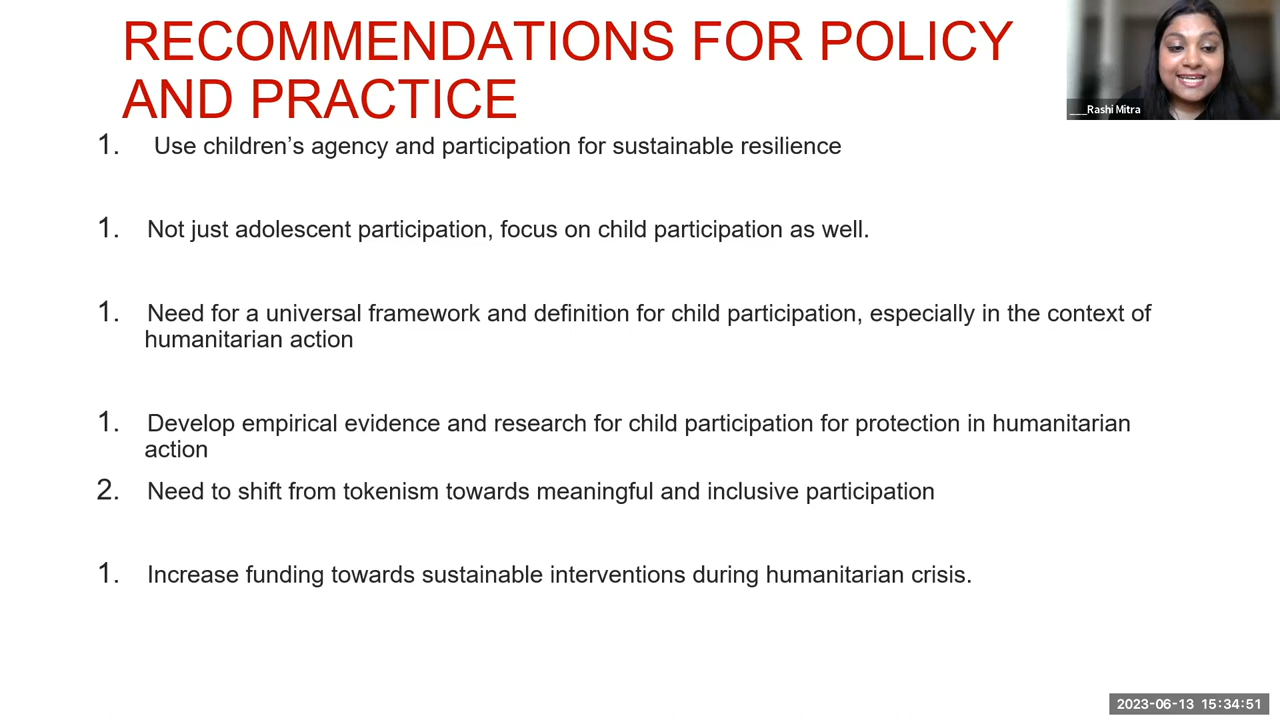 RECOMMENDATIONS FOR POLICY
AND PRACTICE
___Rashi Mitra
1. Use children’s agency and participation for sustainable resilience
1. Not just adolescent participation, focus on child participation as well.
1. Need for a universal framework and definition for child participation, especially in the context of
humanitarian action
1. Develop empirical evidence and research for child participation for protection in humanitarian
action
2. Need to shift from tokenism towards meaningful and inclusive participation
1. Increase funding towards sustainable interventions during humanitarian crisis.
2023-06-13 15:34:51